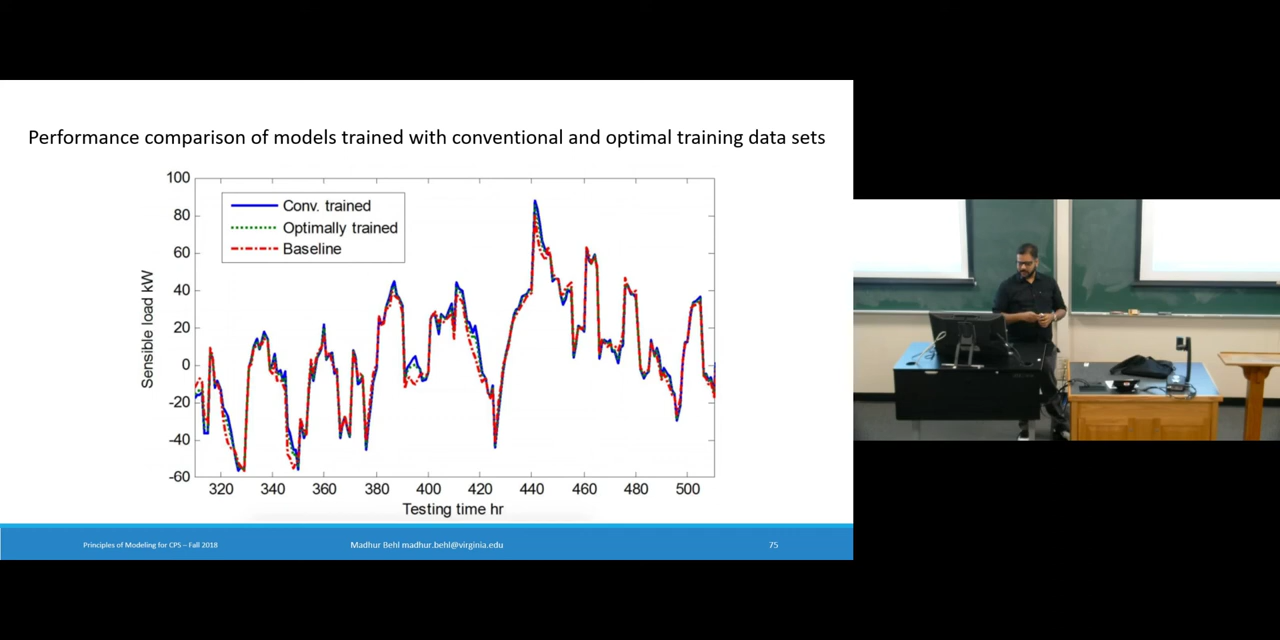 Performance comparison of models trained with conventional and optimal training data sets
Sensible load kW
100
80
60
40
20
0
-20
-40
-60
Conv. trained
Optimally trained
Baseline
320
340
360
380
400
420
440
460
480
500
Testing time hr
Principles of Modeling for CPS – Fall 2018
Madhur Behl madhur.behl@virginia.edu
75